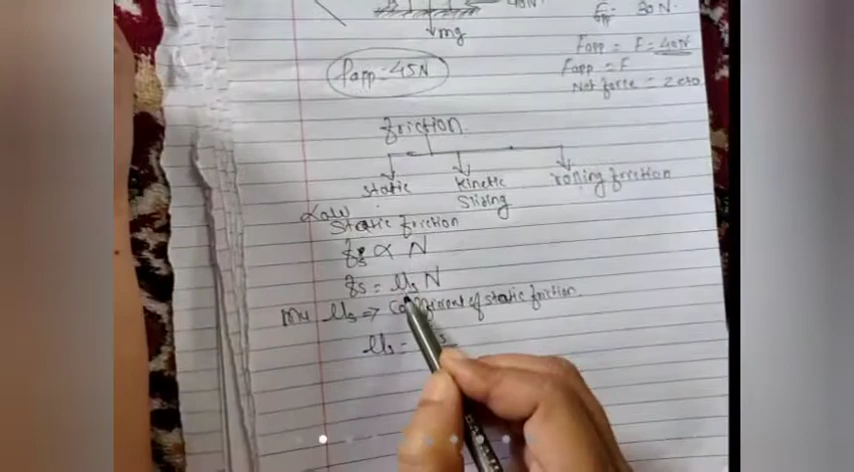 mg
F 30 N.
Fapp = F = 40N
Fapp = F
Net force = Zero
fapp = 45N
friction
static kinetic rolling friction
Sliding
Law
Static friction
fs ∝ N
fs = μs N
Mu μs => Coefficient of static friction
μs = s